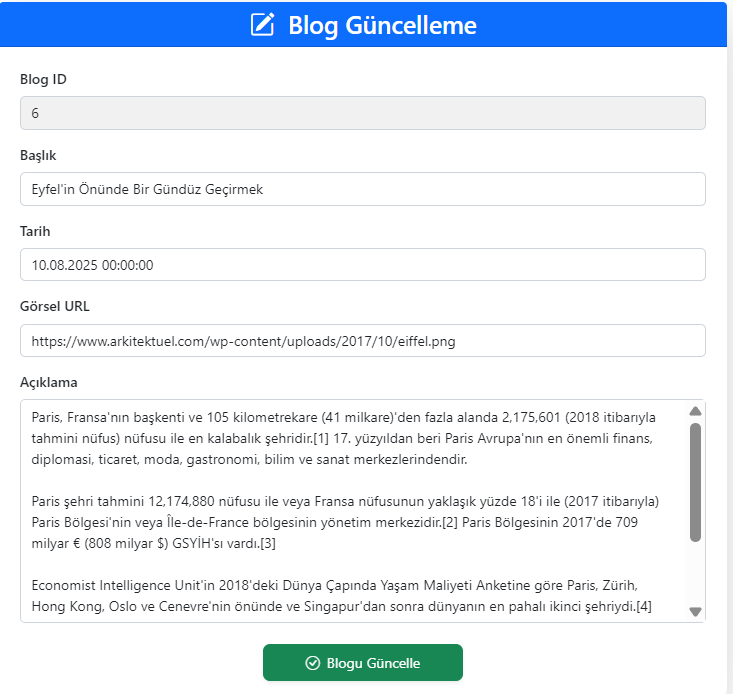 Blog Güncelleme
Blog ID
6
Başlık
Eyfel'in Önünde Bir Gündüz Geçirmek
Tarih
10.08.2025 00:00:00
Görsel URL
https://www.arkitektuel.com/wp-content/uploads/2017/10/eiffel.png
Açıklama
Paris, Fransa'nın başkenti ve 105 kilometrekare (41 milkare)'den fazla alanda 2,175,601 (2018 itibarıyla
tahmini nüfus) nüfusu ile en kalabalık şehridir.[1] 17. yüzyıldan beri Paris Avrupa'nın en önemli finans,
diplomasi, ticaret, moda, gastronomi, bilim ve sanat merkezlerindendir.
Paris şehri tahmini 12,174,880 nüfusu ile veya Fransa nüfusunun yaklaşık yüzde 18'i ile (2017 itibarıyla)
Paris Bölgesi'nin veya Île-de-France bölgesinin yönetim merkezidir.[2] Paris Bölgesinin 2017'de 709
milyar € (808 milyar $) GSYİH'sı vardı.[3]
Economist Intelligence Unit'in 2018'deki Dünya Çapında Yaşam Maliyeti Anketine göre Paris, Zürih,
Hong Kong, Oslo ve Cenevre'nin önünde ve Singapur'dan sonra dünyanın en pahalı ikinci şehriydi.[4]
Blogu Güncelle